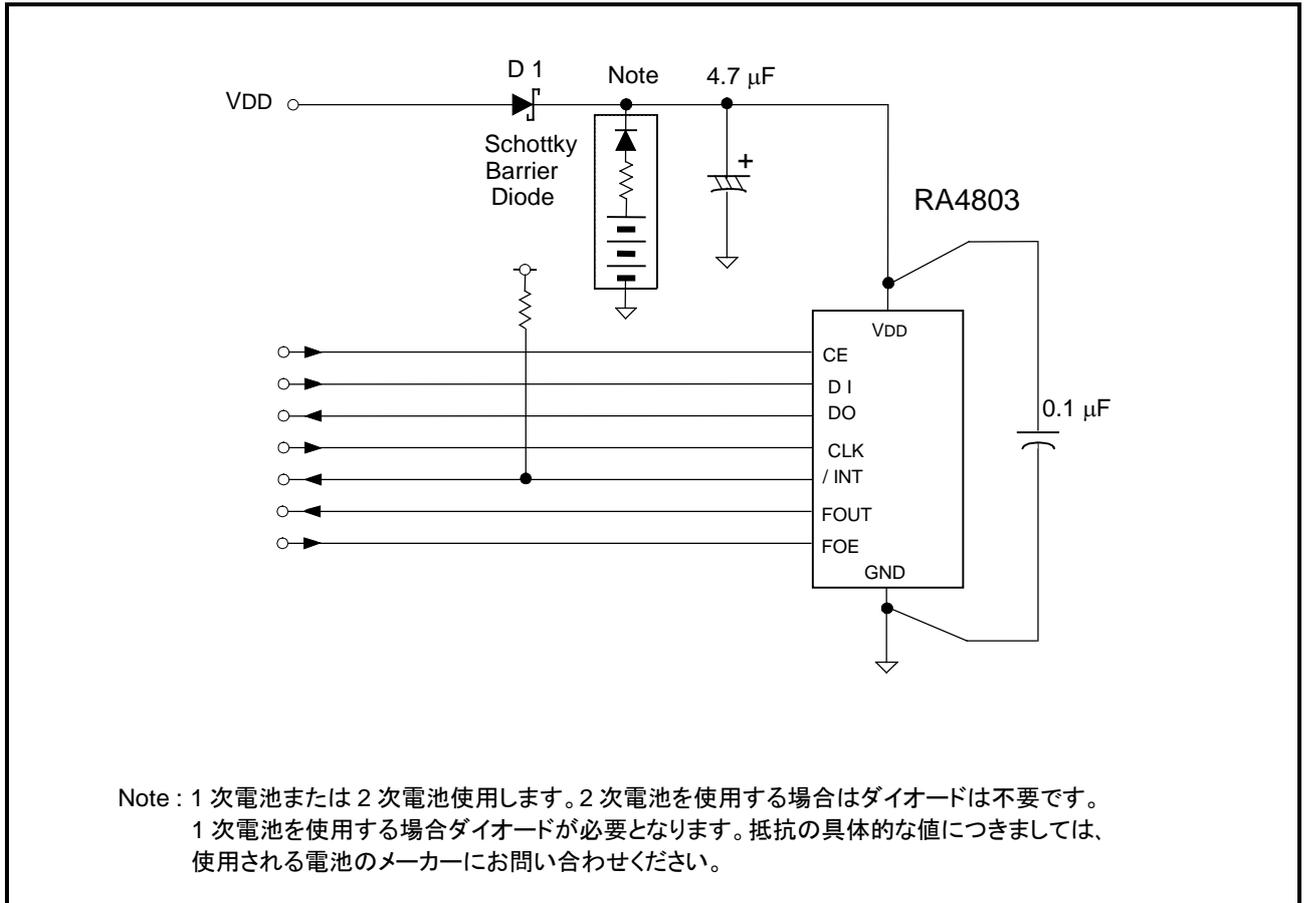 D 1
Note
4.7 μF
VDD
Schottky
Barrier
Diode
+
RA4803
VDD
CE
D I
DO
CLK
/ INT
FOUT
FOE
GND
0.1 μF
Note : 1 次電池または 2 次電池使用します。2 次電池を使用する場合はダイオードは不要です。
1 次電池を使用する場合ダイオードが必要となります。抵抗の具体的な値につきましては、
使用される電池のメーカーにお問い合わせください。